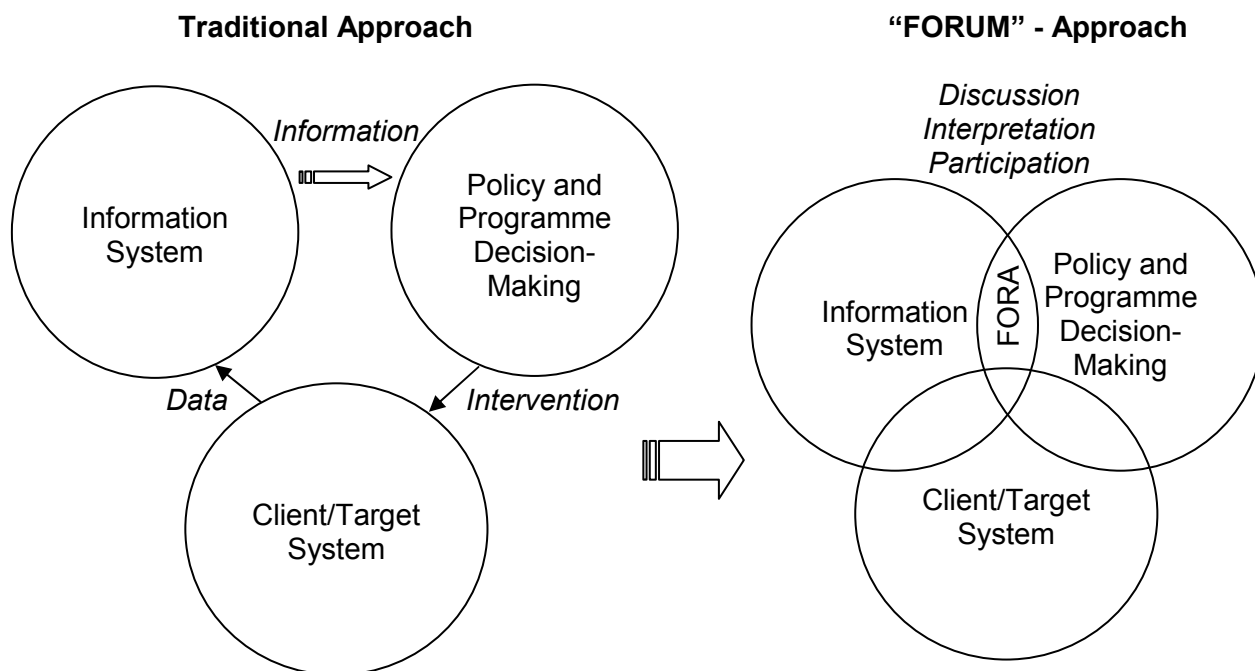 Traditional Approach
Information
Information
System
Policy and
Programme
Decision-
Making
Data
Intervention
Client/Target
System
“FORUM” - Approach
Discussion
Interpretation
Participation
Information
System
FORA
Policy and
Programme
Decision-
Making
Client/Target
System